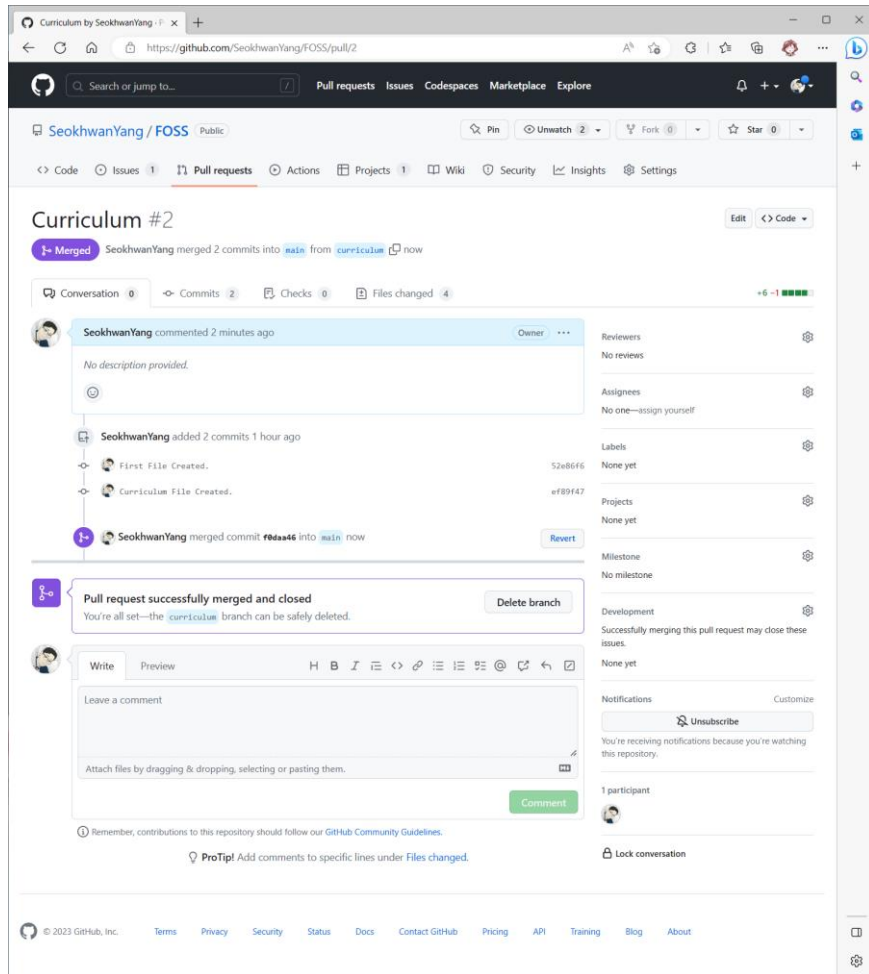 Curriculum by SeokhwanYang · P
https://github.com/SeokhwanYang/FOSS/pull/2
Search or jump to...
/
Pull requests Issues Codespaces Marketplace Explore
SeokhwanYang / FOSS Public
Pin Unwatch 2 Fork 0 Star 0
<> Code Issues 1 Pull requests Actions Projects 1 Wiki Security Insights Settings
Curriculum #2
Edit <> Code
Merged SeokhwanYang merged 2 commits into main from curriculum now
Conversation 0 Commits 2 Checks 0 Files changed 4 +6 −1
SeokhwanYang commented 2 minutes ago Owner ...
No description provided.
SeokhwanYang added 2 commits 1 hour ago
First File Created. 52e86f6
Curriculum File Created. ef89f47
SeokhwanYang merged commit f0daa46 into main now Revert
Pull request successfully merged and closed
You're all set—the curriculum branch can be safely deleted.
Delete branch
Write Preview H B I @
Leave a comment
Attach files by dragging & dropping, selecting or pasting them.
Comment
Remember, contributions to this repository should follow our GitHub Community Guidelines.
ProTip! Add comments to specific lines under Files changed.
Reviewers
No reviews
Assignees
No one—assign yourself
Labels
None yet
Projects
None yet
Milestone
No milestone
Development
Successfully merging this pull request may close these
issues.
None yet
Notifications Customize
Unsubscribe
You're receiving notifications because you're watching
this repository.
1 participant
Lock conversation
© 2023 GitHub, Inc. Terms Privacy Security Status Docs Contact GitHub Pricing API Training Blog About